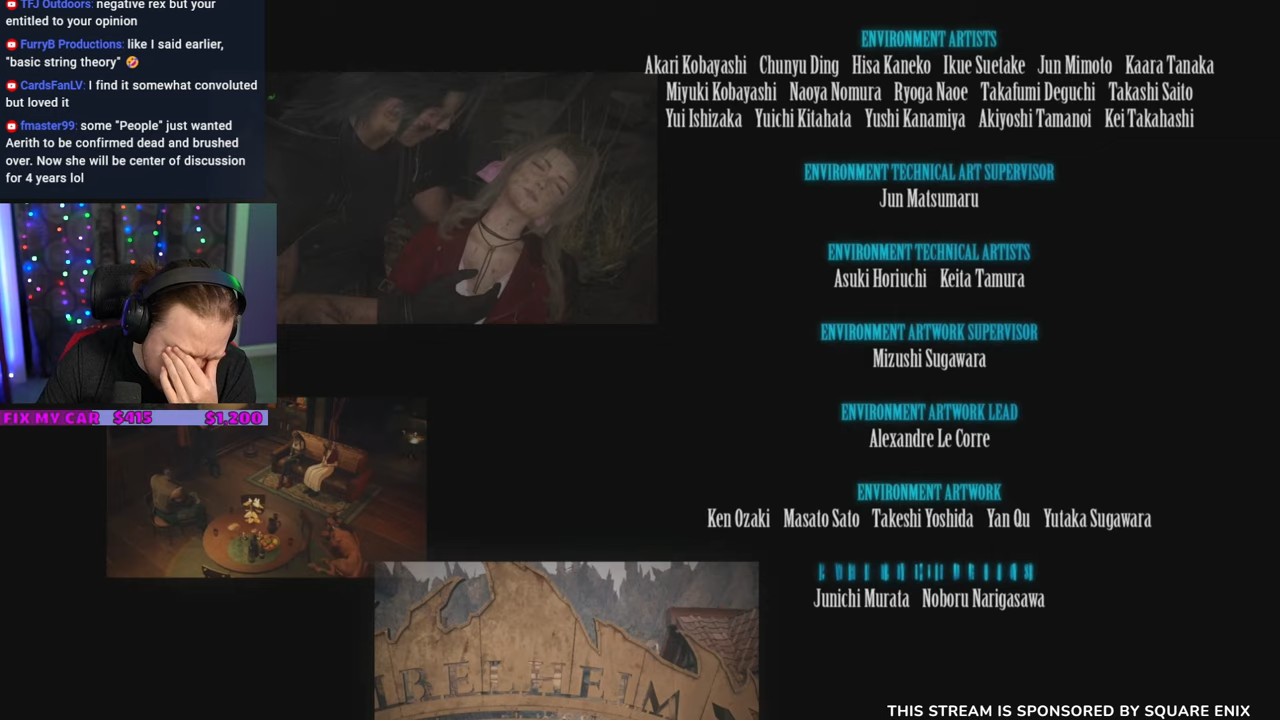 TFJ Outdoors: negative rex but your
entitled to your opinion
FurryB Productions: like I said earlier,
"basic string theory" 🤣
CardsFanLV: I find it somewhat convoluted
but loved it
fmaster99: some "People" just wanted
Aerith to be confirmed dead and brushed
over. Now she will be center of discussion
for 4 years lol
FIX MY CAR $415 $1,200
ENVIRONMENT ARTISTS
Akari Kobayashi Chunyu Ding Hisa Kaneko Ikue Suetake Jun Mimoto Kaara Tanaka
Miyuki Kobayashi Naoya Nomura Ryoga Naoe Takafumi Deguchi Takashi Saito
Yui Ishizaka Yuichi Kitahata Yushi Kanamiya Akiyoshi Tamanoi Kei Takahashi
ENVIRONMENT TECHNICAL ART SUPERVISOR
Jun Matsumaru
ENVIRONMENT TECHNICAL ARTISTS
Asuki Horiuchi Keita Tamura
ENVIRONMENT ARTWORK SUPERVISOR
Mizushi Sugawara
ENVIRONMENT ARTWORK LEAD
Alexandre Le Corre
ENVIRONMENT ARTWORK
Ken Ozaki Masato Sato Takeshi Yoshida Yan Qu Yutaka Sugawara
Junichi Murata Noboru Narigasawa
IBELHEIM
THIS STREAM IS SPONSORED BY SQUARE ENIX